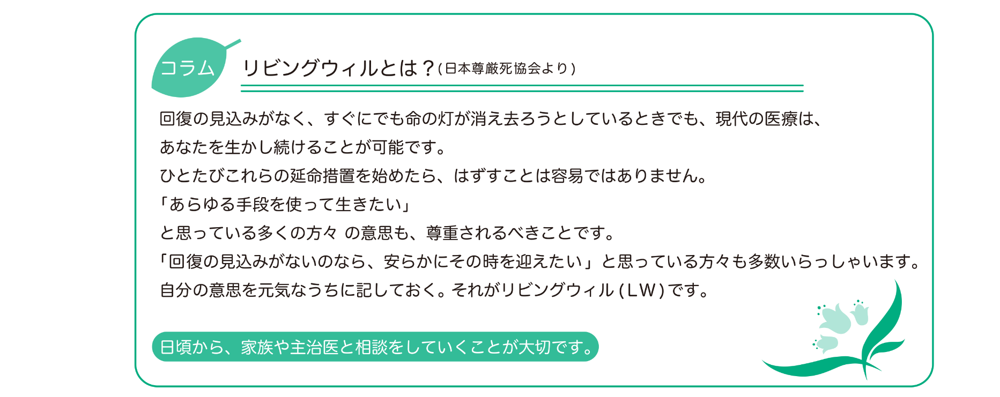 コラム
リビングウィルとは？(日本尊厳死協会より)
回復の見込みがなく、すぐにでも命の灯が消え去ろうとしているときでも、現代の医療は、
あなたを生かし続けることが可能です。
ひとたびこれらの延命措置を始めたら、はずすことは容易ではありません。
「あらゆる手段を使って生きたい」
と思っている多くの方々 の意思も、尊重されるべきことです。
「回復の見込みがないのなら、安らかにその時を迎えたい」と思っている方々も多数いらっしゃいます。
自分の意思を元気なうちに記しておく。それがリビングウィル(LW)です。
日頃から、家族や主治医と相談をしていくことが大切です。